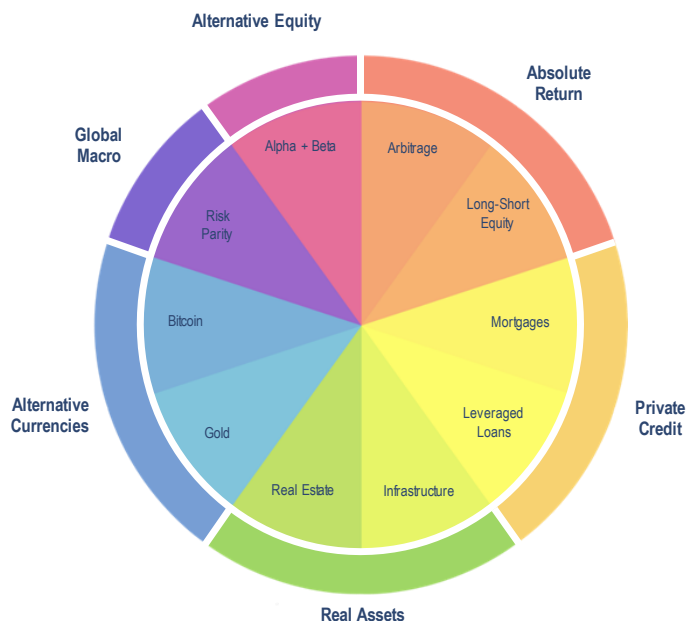 Alternative Equity
Absolute
Return
Global
Macro
Alpha + Beta
Arbitrage
Risk
Parity
Long-Short
Equity
Bitcoin
Mortgages
Alternative
Currencies
Gold
Leveraged
Loans
Private
Credit
Real Estate
Infrastructure
Real Assets